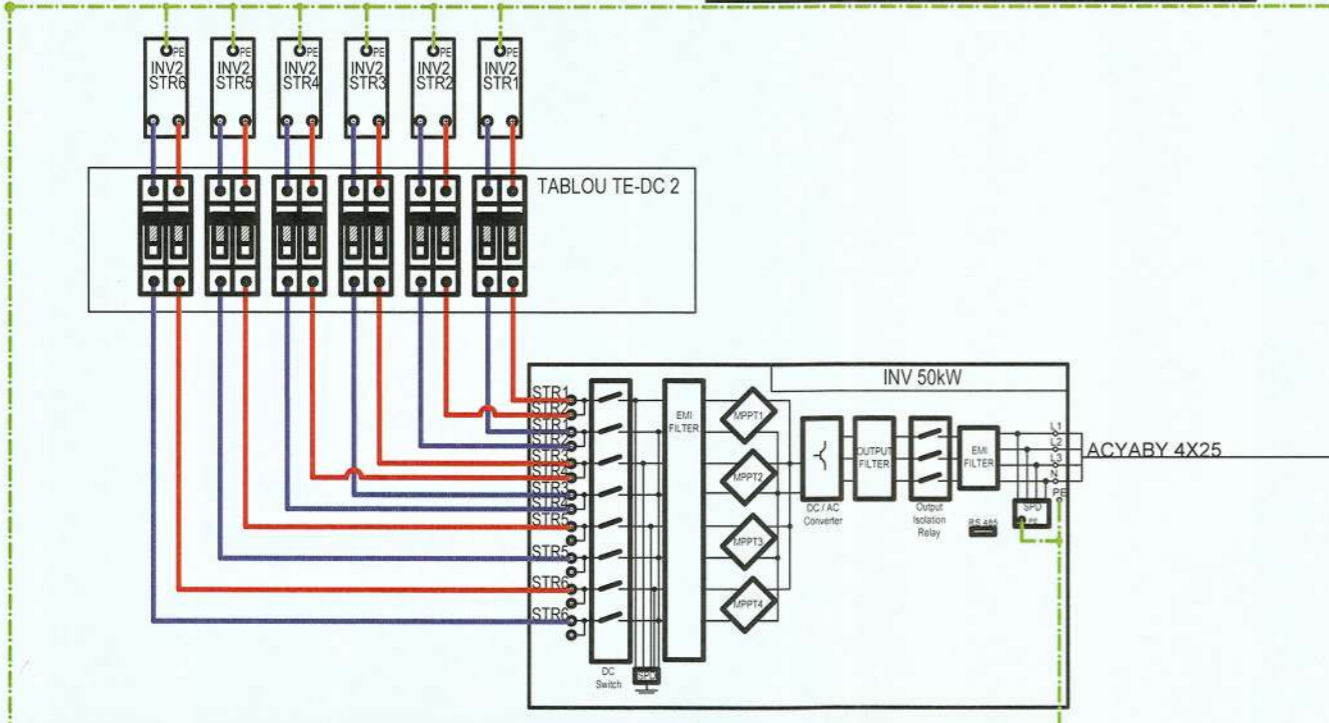 PE PE PE PE PE PE
INV2 INV2 INV2 INV2 INV2 INV2
STR6 STR5 STR4 STR3 STR2 STR1
TABLOU TE-DC 2
INV 50kW
STR1
STR2
STR1
STR2
STR3
STR4
STR3
STR4
STR5
STR5
STR6
STR6
DC
Switch
SPD
EMI
FILTER
MPPT1
MPPT2
MPPT3
MPPT4
DC / AC
Converter
OUTPUT
FILTER
Output
Isolation
Relay
EMI
FILTER
RS 485
L1
L2
L3
N
PE
SPD
PE
ACYABY 4X25